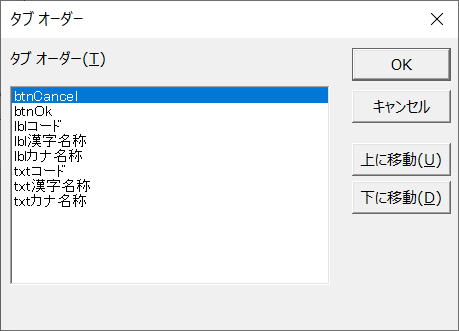 タブ オーダー
タブ オーダー(T)
btnCancel
btnOk
lblコード
lbl漢字名称
lblカナ名称
txtコード
txt漢字名称
txtカナ名称
OK
キャンセル
上に移動(U)
下に移動(D)